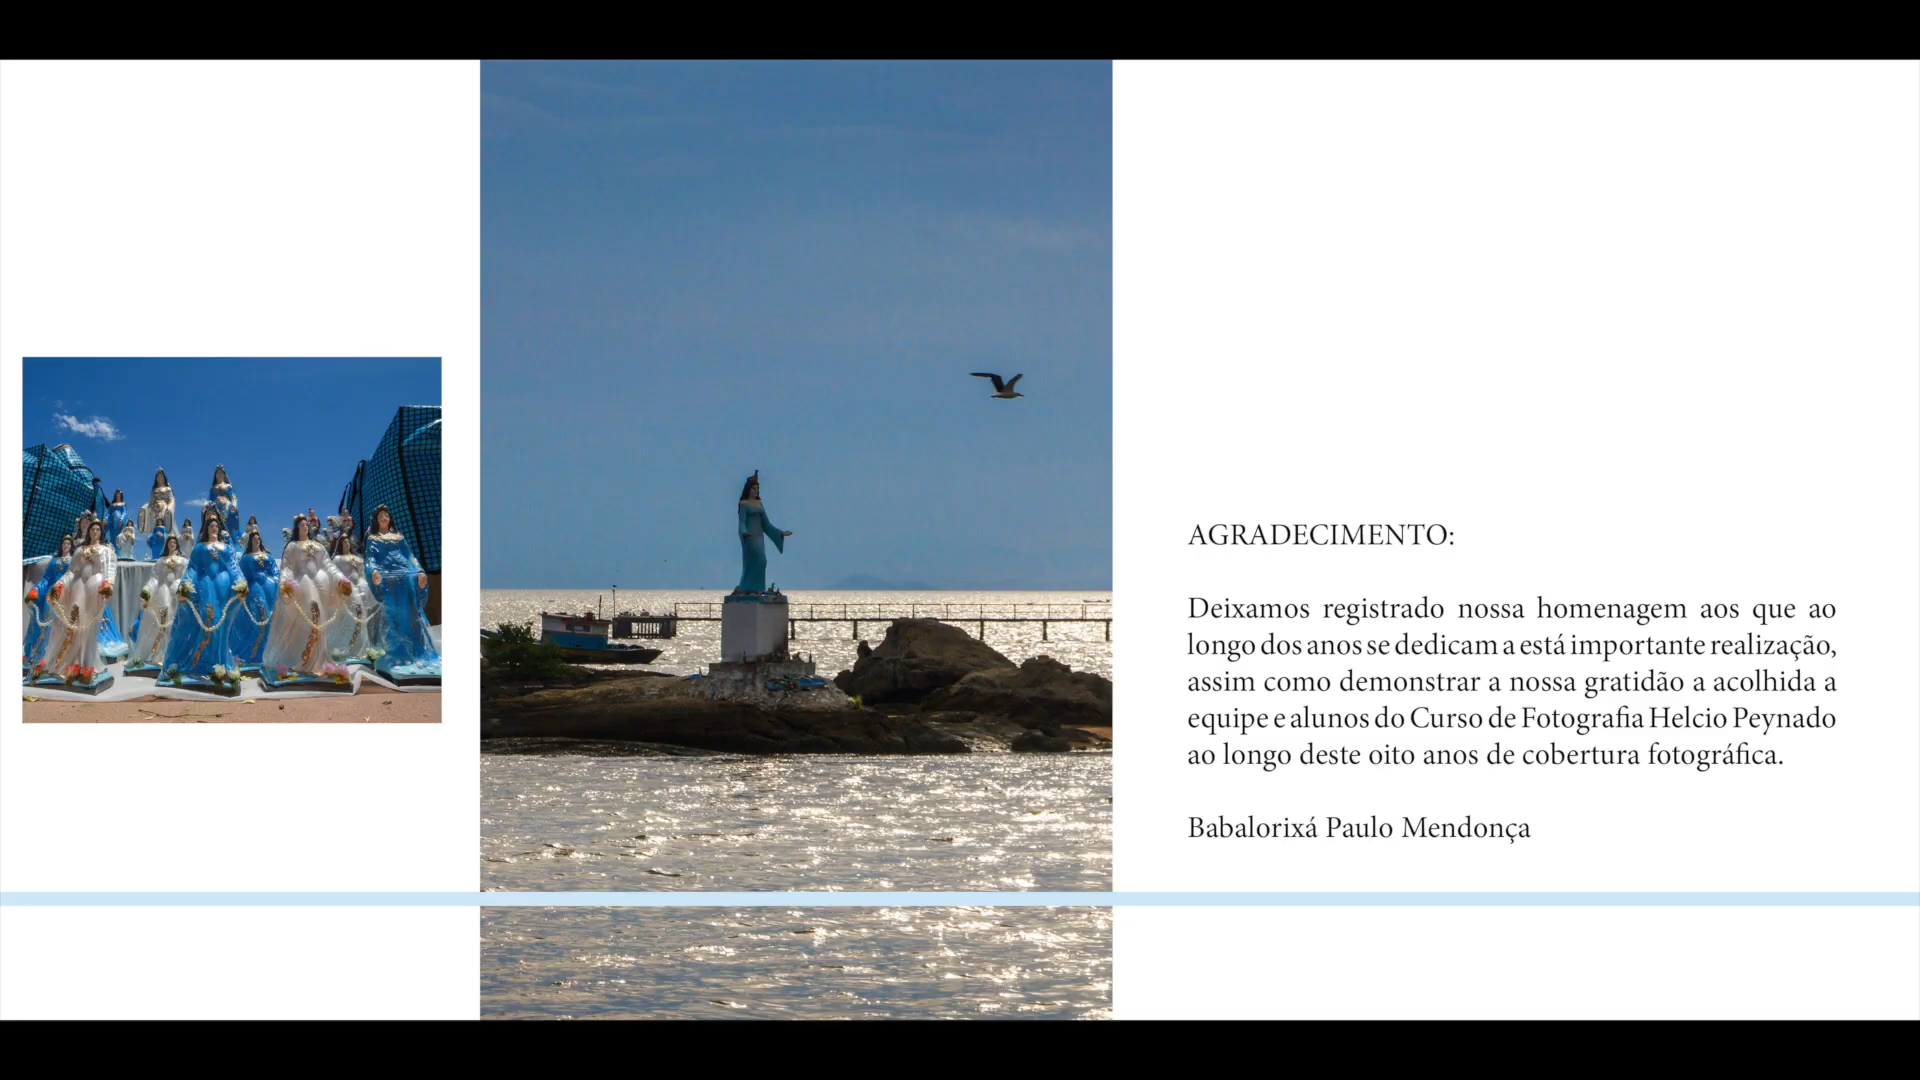 AGRADECIMENTO:
Deixamos registrado nossa homenagem aos que ao
longo dos anos se dedicam a está importante realização,
assim como demonstrar a nossa gratidão a acolhida a
equipe e alunos do Curso de Fotografia Helcio Peynado
ao longo deste oito anos de cobertura fotográfica.
Babalorixá Paulo Mendonça